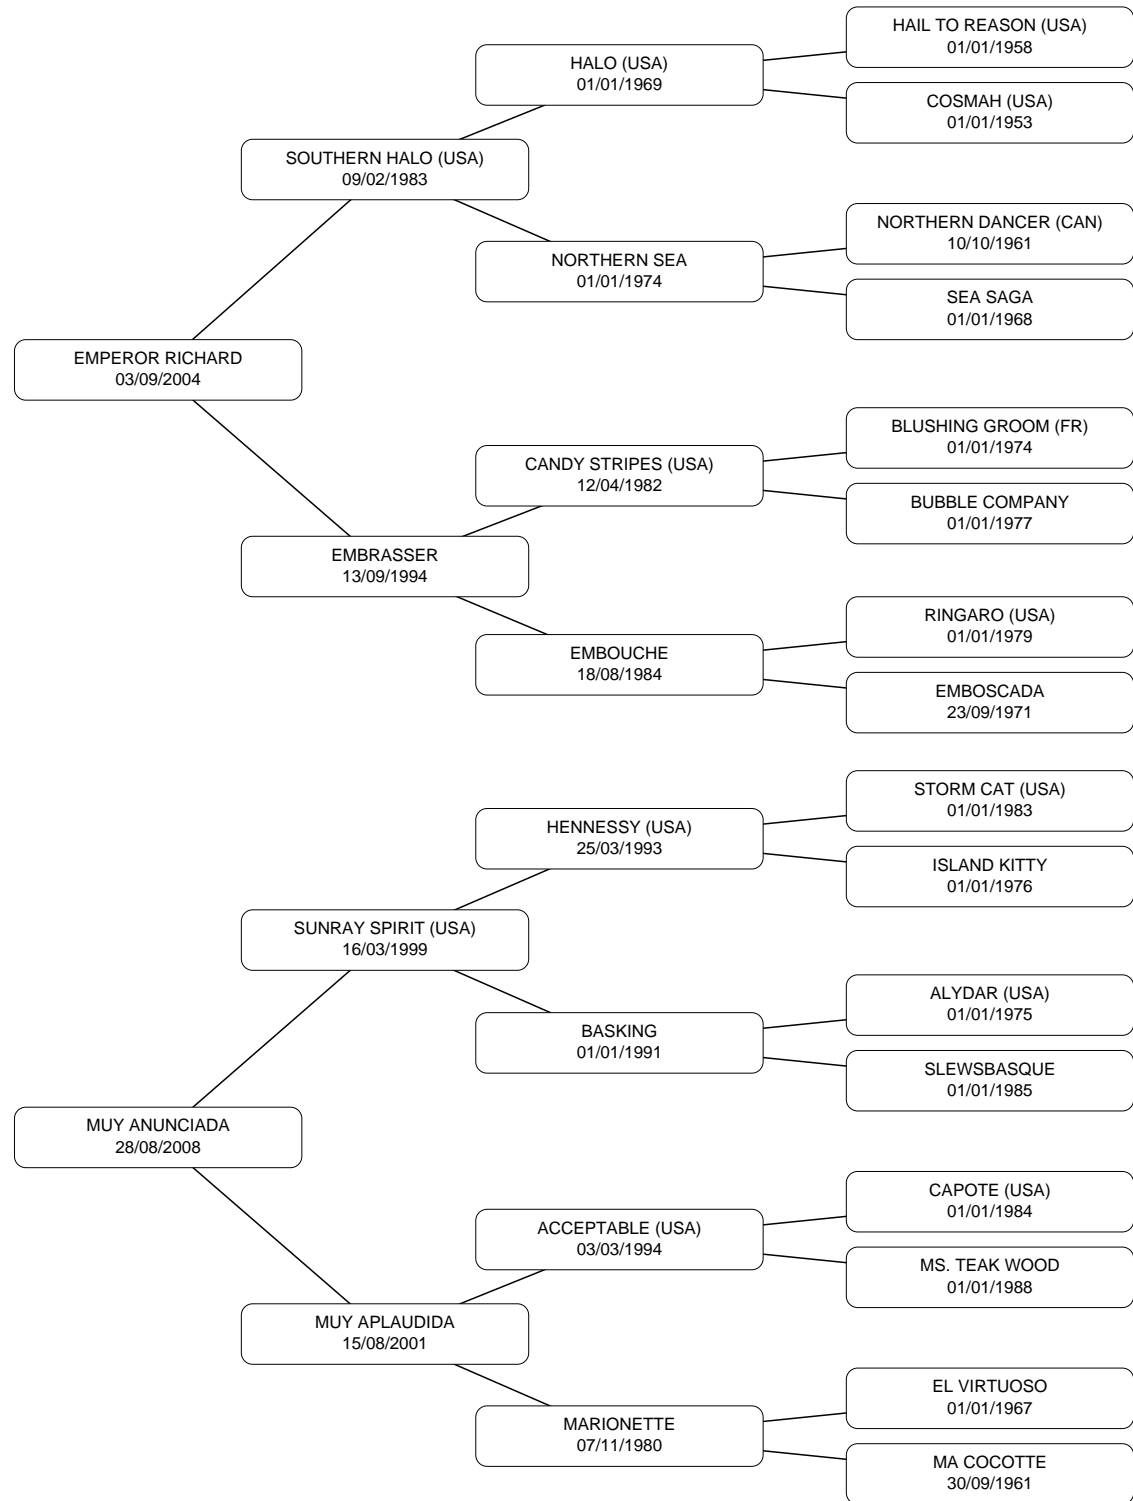 HAIL TO REASON (USA)
01/01/1958
HALO (USA)
01/01/1969
COSMAH (USA)
01/01/1953
SOUTHERN HALO (USA)
09/02/1983
NORTHERN DANCER (CAN)
10/10/1961
NORTHERN SEA
01/01/1974
SEA SAGA
01/01/1968
EMPEROR RICHARD
03/09/2004
BLUSHING GROOM (FR)
01/01/1974
CANDY STRIPES (USA)
12/04/1982
BUBBLE COMPANY
01/01/1977
EMBRASSER
13/09/1994
RINGARO (USA)
01/01/1979
EMBOUCHE
18/08/1984
EMBOSCADA
23/09/1971
STORM CAT (USA)
01/01/1983
HENNESSY (USA)
25/03/1993
ISLAND KITTY
01/01/1976
SUNRAY SPIRIT (USA)
16/03/1999
ALYDAR (USA)
01/01/1975
BASKING
01/01/1991
SLEWSBASQUE
01/01/1985
MUY ANUNCIADA
28/08/2008
CAPOTE (USA)
01/01/1984
ACCEPTABLE (USA)
03/03/1994
MS. TEAK WOOD
01/01/1988
MUY APLAUDIDA
15/08/2001
EL VIRTUOSO
01/01/1967
MARIONETTE
07/11/1980
MA COCOTTE
30/09/1961